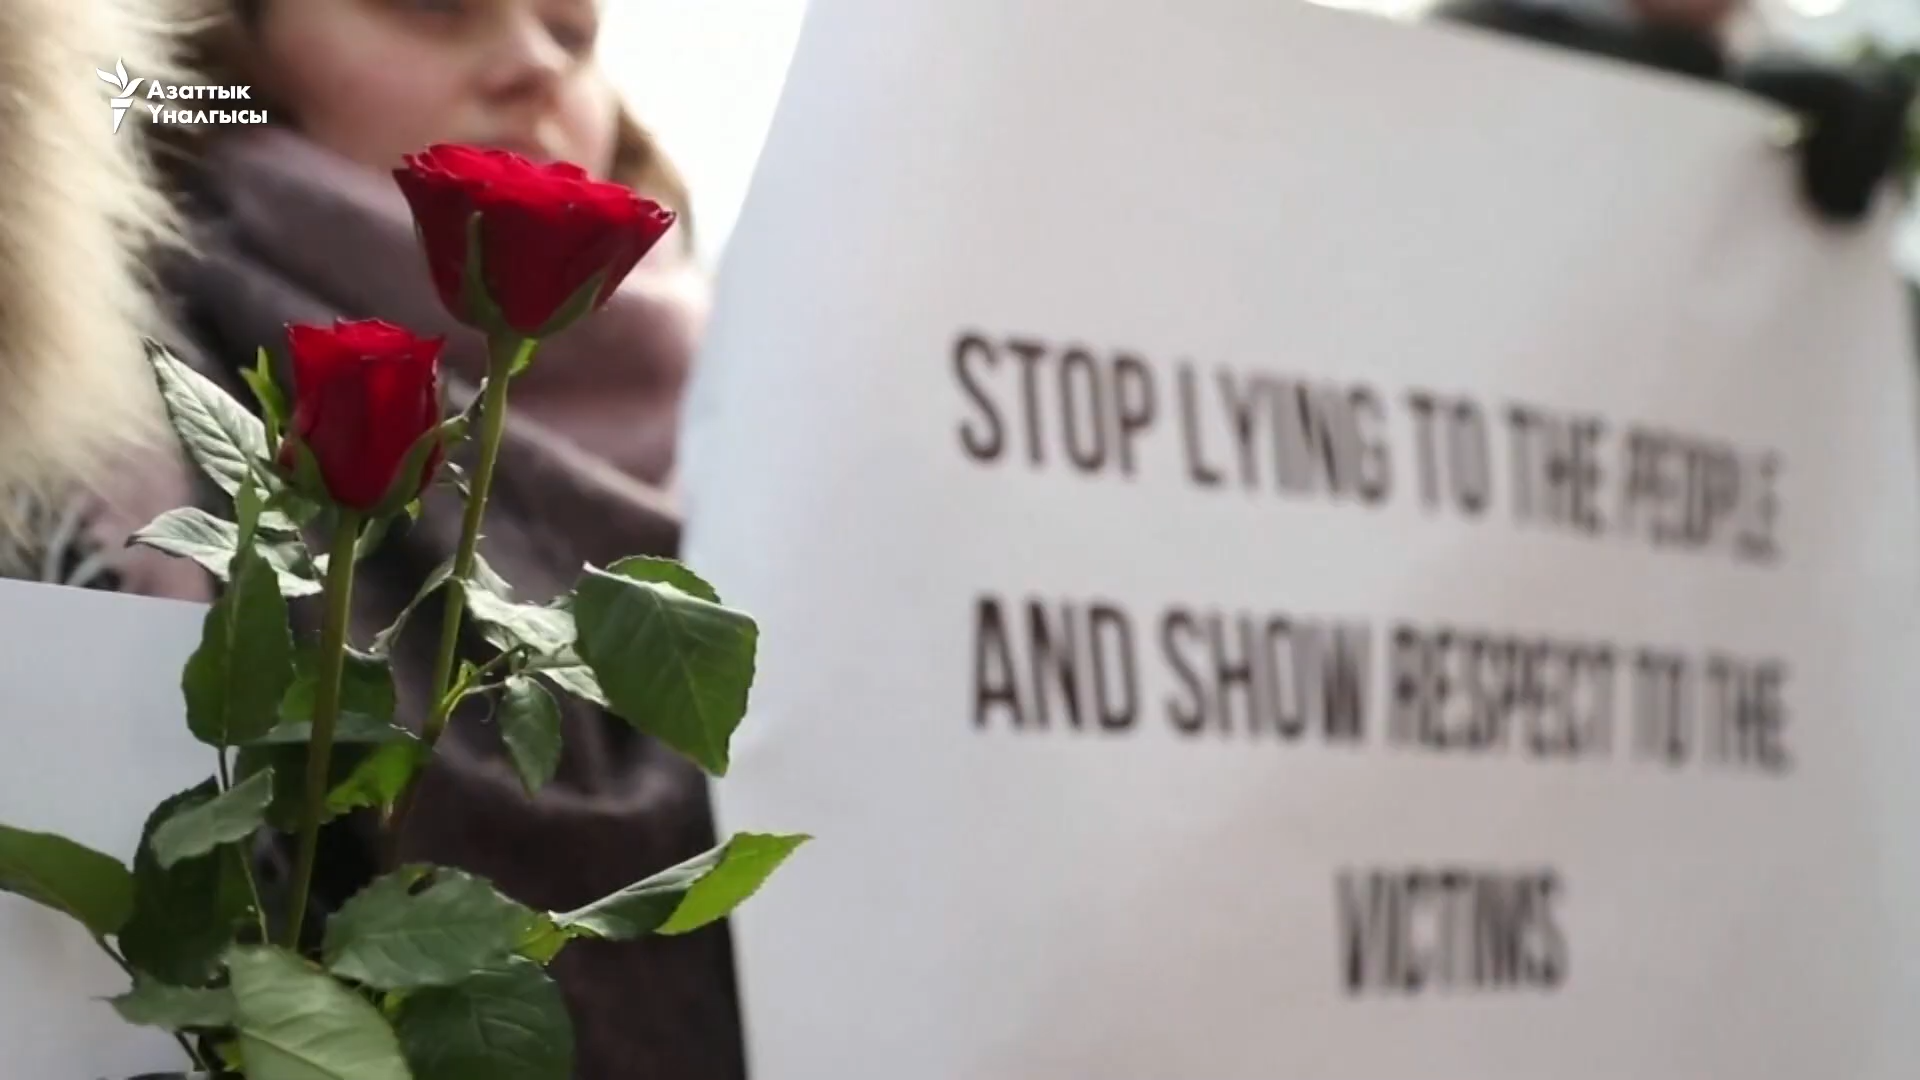 Азаттык
Үналгысы
STOP LYING TO THE PEOPLE
AND SHOW RESPECT TO THE
VICTIMS